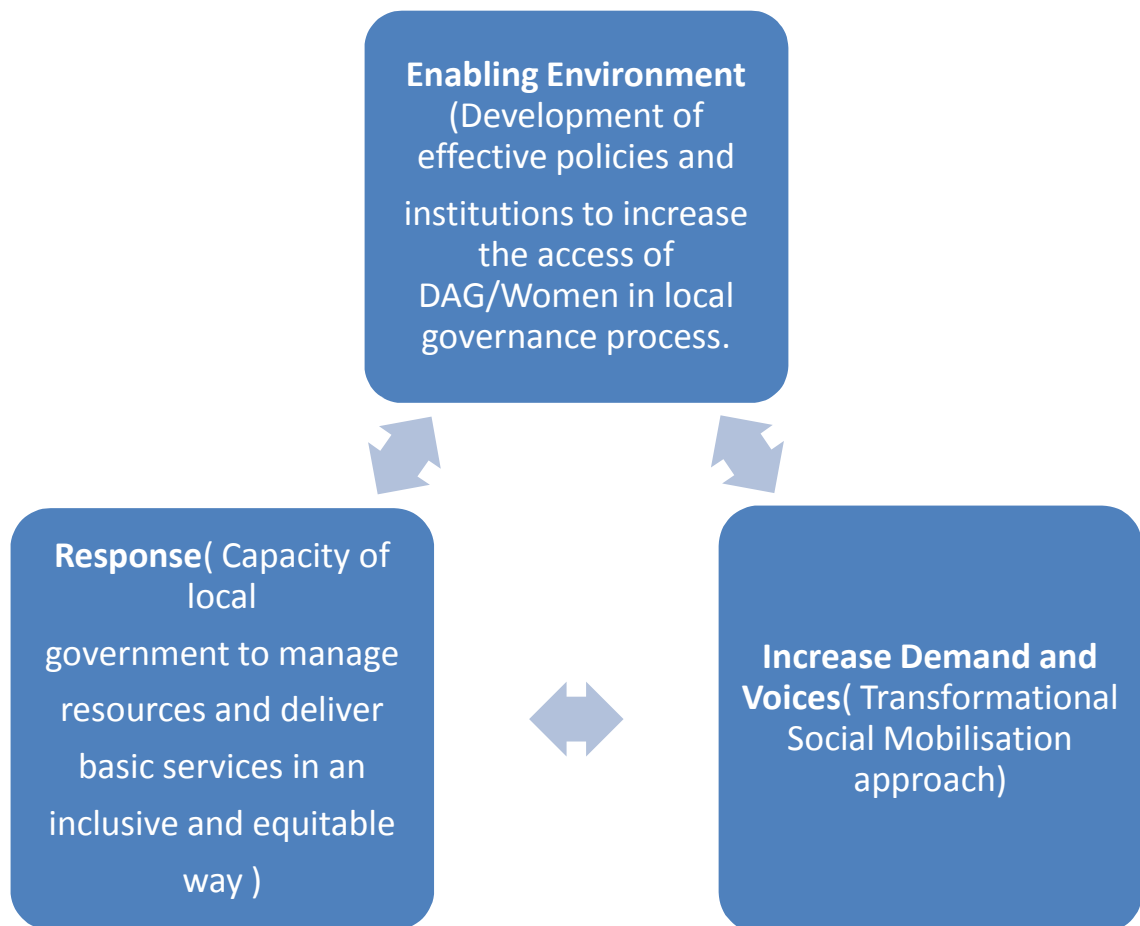 Enabling Environment
(Development of
effective policies and
institutions to increase
the access of
DAG/Women in local
governance process.
Response( Capacity of
local
government to manage
resources and deliver
basic services in an
inclusive and equitable
way )
Increase Demand and
Voices( Transformational
Social Mobilisation
approach)